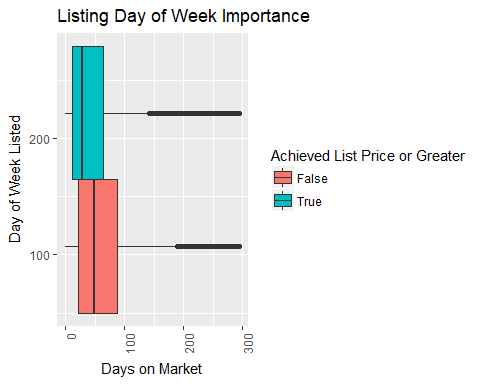 Listing Day of Week Importance
Day of Week Listed
200
100
0
100
200
300
Days on Market
Achieved List Price or Greater
False
True